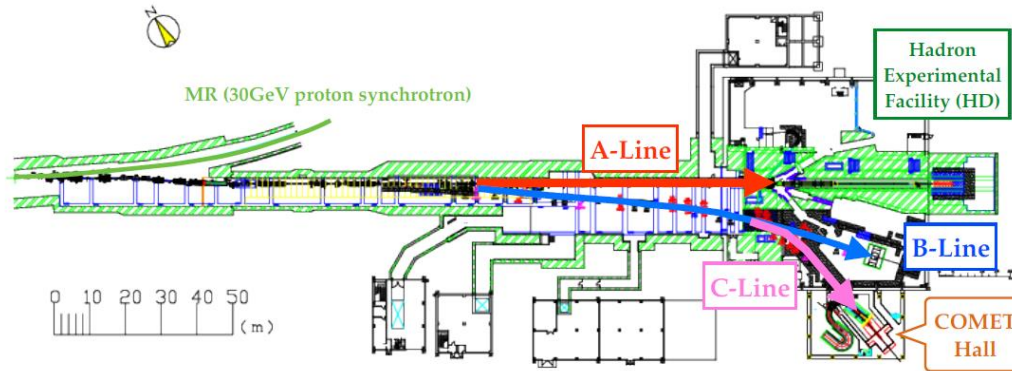 N
MR (30GeV proton synchrotron)
Hadron
Experimental
Facility (HD)
A-Line
B-Line
C-Line
0 10 20 30 40 50
(m)
COMET
Hall